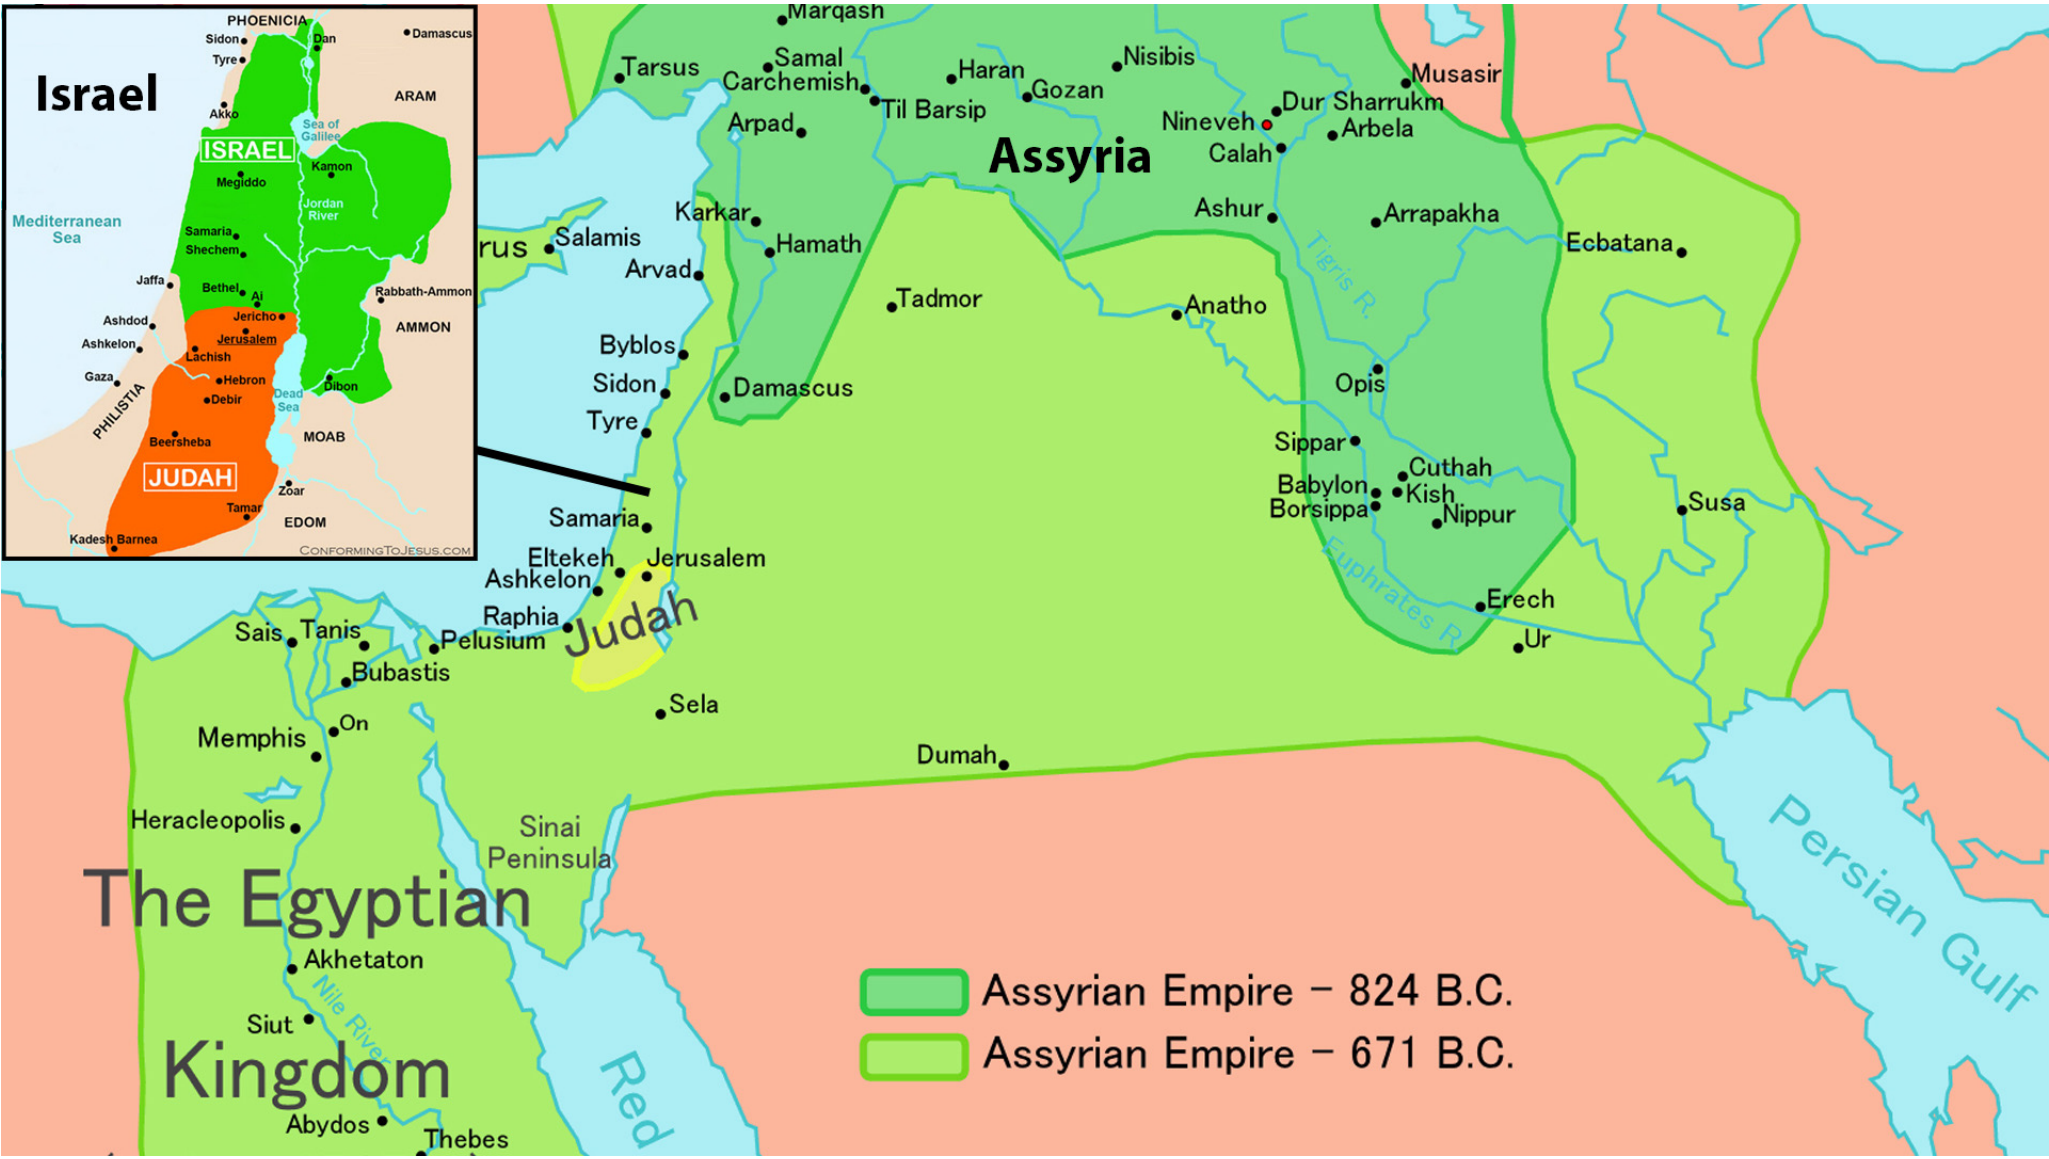 Israel
PHOENICIA
Sidon
Dan
Damascus
Tyre
ARAM
Akko
Sea of
Galilee
ISRAEL
Kamon
Megiddo
Jordan
River
Mediterranean
Sea
Samaria
Shechem
Jaffa
Bethel
Ai
Rabbath-Ammon
Jericho
Ashdod
AMMON
Jerusalem
Ashkelon
Lachish
Gaza
Hebron
Dibon
Dead
Sea
Debir
PHILISTIA
MOAB
Beersheba
JUDAH
Zoar
Tamar
EDOM
Kadesh Barnea
CONFORMINGTOJESUS.COM
Marqash
Tarsus
Samal
Carchemish
Haran
Nisibis
Musasir
Gozan
Til Barsip
Dur Sharrukm
Arpad
Nineveh
Arbela
Assyria
Calah
Karkar
Ashur
Arrapakha
rus
Salamis
Hamath
Ecbatana
Arvad
Tigris R.
Tadmor
Anatho
Byblos
Sidon
Damascus
Opis
Tyre
Sippar
Cuthah
Babylon
Kish
Borsippa
Nippur
Susa
Samaria
Eltekeh
Jerusalem
Ashkelon
Euphrates R
Erech
Raphia
Judah
Sais
Tanis
Pelusium
Ur
Bubastis
Sela
On
Memphis
Dumah
Heracleopolis
Sinai
Peninsula
Persian Gulf
The Egyptian
Akhetaton
Nile River
Siut
Kingdom
Red
Abydos
Thebes
Assyrian Empire - 824 B.C.
Assyrian Empire - 671 B.C.